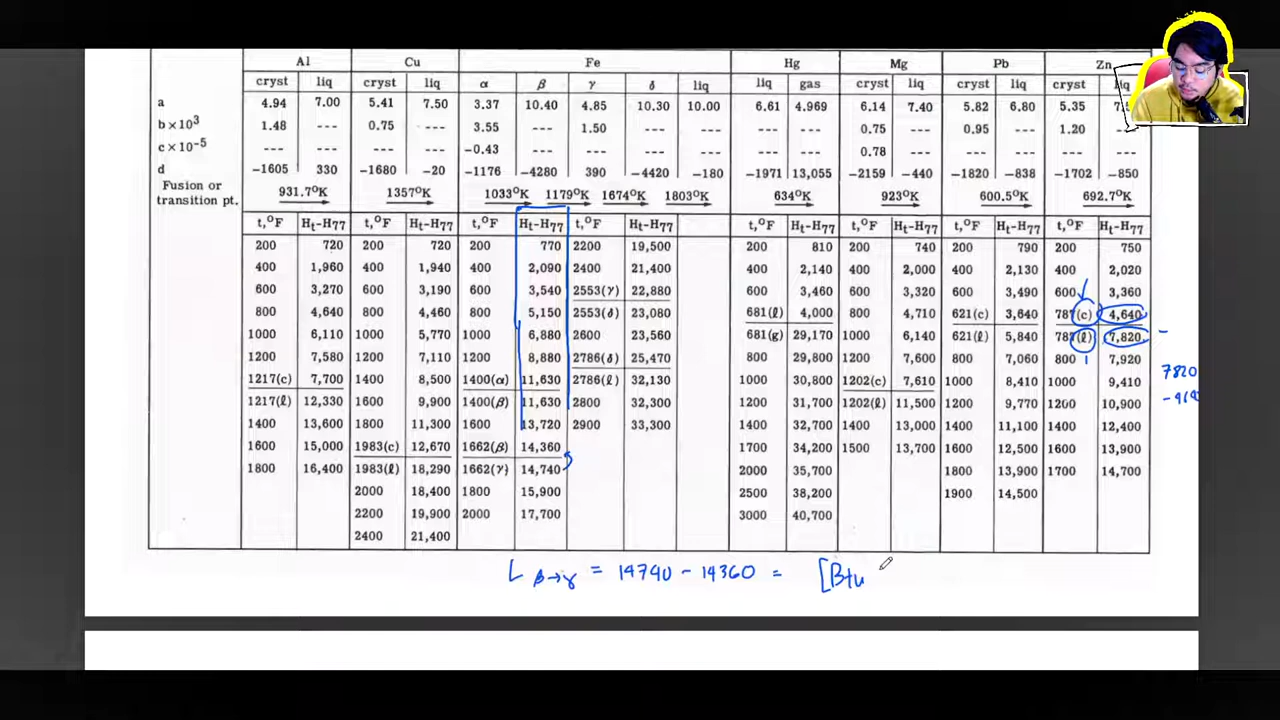 Al Cu Fe Hg Mg Pb Zn
cryst liq cryst liq α β γ δ liq liq gas cryst liq cryst liq cryst liq
a 4.94 7.00 5.41 7.50 3.37 10.40 4.85 10.30 10.00 6.61 4.969 6.14 7.40 5.82 6.80 5.35
b×10³ 1.48 --- 0.75 --- 3.55 --- 1.50 --- --- --- --- 0.75 --- 0.95 --- 1.20 ---
c×10⁻⁵ --- --- --- --- -0.43 --- --- --- --- --- --- 0.78 --- --- --- --- ---
d -1605 330 -1680 -20 -1176 -4280 390 -4420 -180 -1971 13,055 -2159 -440 -1820 -838 -1702 -850
Fusion or
transition pt. 931.7°K 1357°K 1033°K 1179°K 1674°K 1803°K 634°K 923°K 600.5°K 692.7°K
t,°F Ht-H77 t,°F Ht-H77 t,°F Ht-H77 t,°F Ht-H77 t,°F Ht-H77 t,°F Ht-H77 t,°F Ht-H77 t,°F Ht-H77
200 720 200 720 200 770 2200 19,500 200 810 200 740 200 790 200 750
400 1,960 400 1,940 400 2,090 2400 21,400 400 2,140 400 2,000 400 2,130 400 2,020
600 3,270 600 3,190 600 3,540 2553(γ) 22,880 600 3,460 600 3,320 600 3,490 600 3,360
800 4,640 800 4,460 800 5,150 2553(δ) 23,080 681(ℓ) 4,000 800 4,710 621(c) 3,640 787(c) 4,640
1000 6,110 1000 5,770 1000 6,880 2600 23,560 681(g) 29,170 1000 6,140 621(ℓ) 5,840 787(ℓ) 7,820
1200 7,580 1200 7,110 1200 8,880 2786(δ) 25,470 800 29,800 1200 7,600 800 7,060 800 7,920
7820
1217(c) 7,700 1400 8,500 1400(α) 11,630 2786(ℓ) 32,130 1000 30,800 1202(c) 7,610 1000 8,410 1000 9,410
1217(ℓ) 12,330 1600 9,900 1400(β) 11,630 2800 32,300 1200 31,700 1202(ℓ) 11,500 1200 9,770 1200 10,900
1400 13,600 1800 11,300 1600 13,720 2900 33,300 1400 32,700 1400 13,000 1400 11,100 1400 12,400
1600 15,000 1983(c) 12,670 1662(β) 14,360 1700 34,200 1500 13,700 1600 12,500 1600 13,900
1800 16,400 1983(ℓ) 18,290 1662(γ) 14,740 2000 35,700 1800 13,900 1700 14,700
2000 18,400 1800 15,900 2500 38,200 1900 14,500
2200 19,900 2000 17,700 3000 40,700
2400 21,400
L β→γ = 14740 - 14360 = [Btu